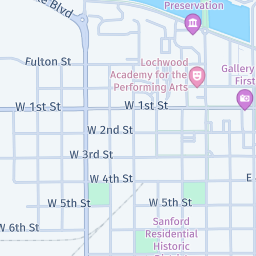 Blvd
Preservation
Fulton St
Lochwood
Academy for the
Performing Arts
Gallery
First
W 1st St
W 1st St
W 2nd St
W 3rd St
W 4th St
E
W 5th St
W 5th St
W 6th St
Sanford
Residential
Historic